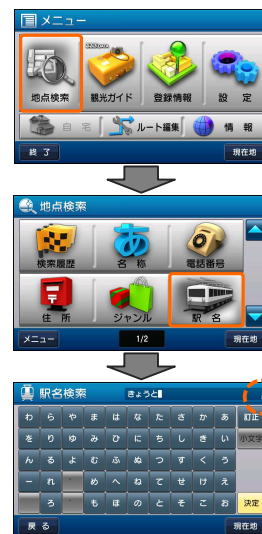 メニュー
地点検索 観光ガイド 登録情報 設 定
自 宅 ルート編集 情 報
終 了 現在地
地点検索
検索履歴 名 称 電話番号
住 所 ジャンル 駅 名
メニュー 1/2 現在地
駅名検索 きょうと
わ ら や ま は な た さ か あ 訂正
を り ゆ み ひ に ち し き い 小文字
ん る よ む ふ ぬ つ す く う
ー れ ゛ め へ ね て せ け え
ろ ゜ も ほ の と そ こ お 決定
戻 る 現在地